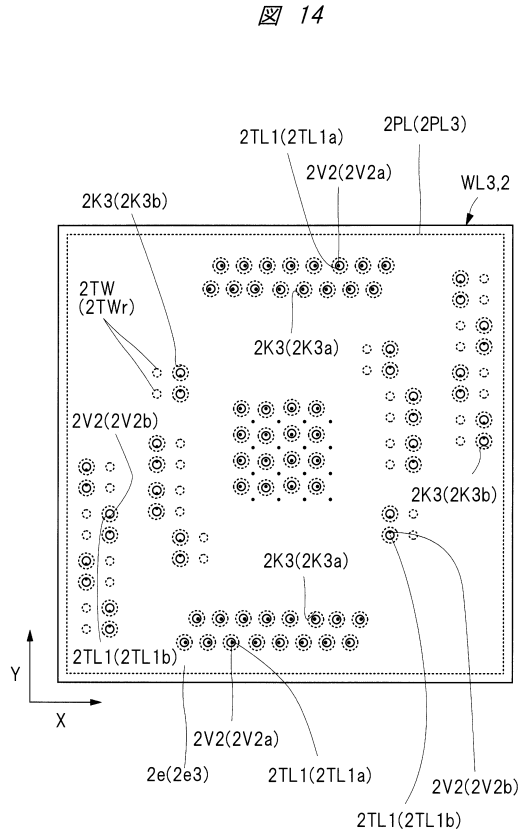 図 14
2PL(2PL3)
2TL1(2TL1a)
2V2(2V2a)
WL3,2
2K3(2K3b)
2TW
(2TWr)
2K3(2K3a)
2V2(2V2b)
2K3(2K3b)
2K3(2K3a)
2TL1(2TL1b)
Y
X
2V2(2V2a)
2e(2e3)
2TL1(2TL1a)
2V2(2V2b)
2TL1(2TL1b)